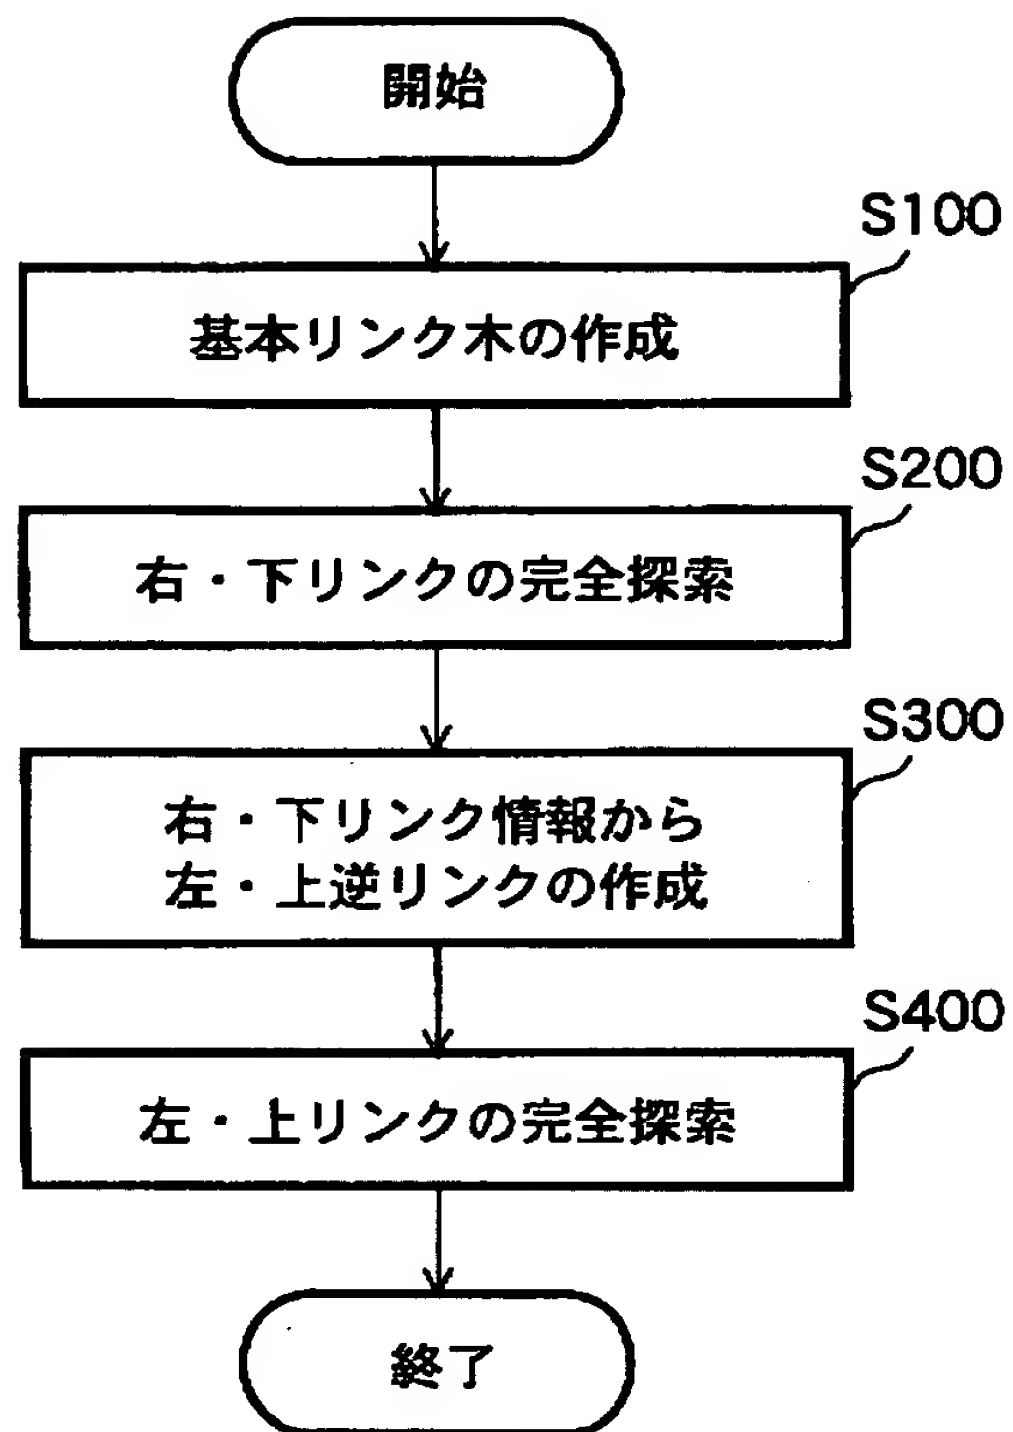 開始
S100
基本リンク木の作成
S200
右・下リンクの完全探索
S300
右・下リンク情報から
左・上逆リンクの作成
S400
左・上リンクの完全探索
終了